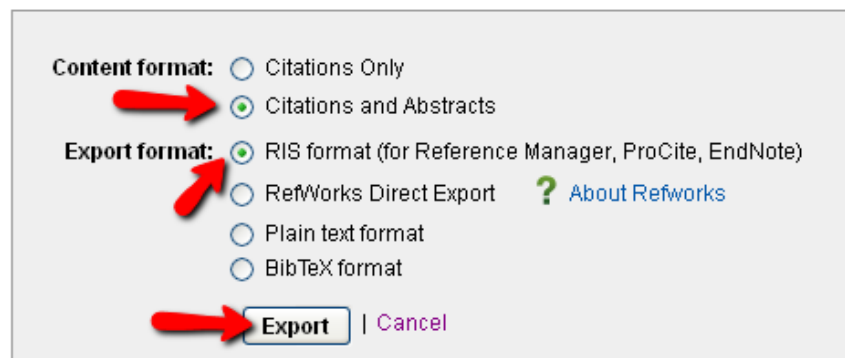 Content format: Citations Only
Citations and Abstracts
Export format: RIS format (for Reference Manager, ProCite, EndNote)
RefWorks Direct Export ? About Refworks
Plain text format
BibTeX format
Export | Cancel